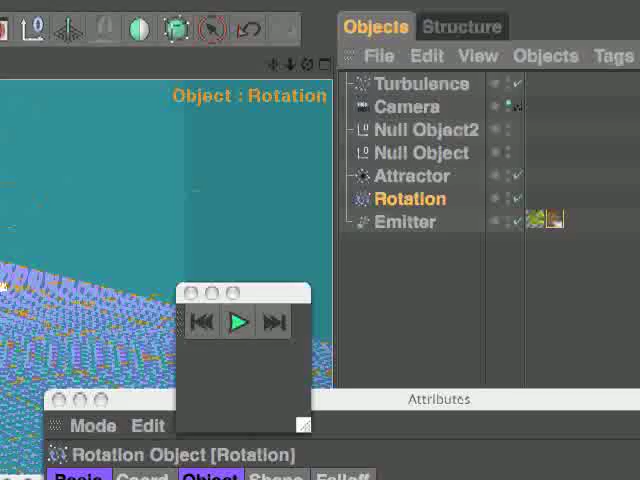 Objects Structure
File Edit View Objects Tags
Object : Rotation
Turbulence
Camera
Null Object2
Null Object
Attractor
Rotation
Emitter
Attributes
Mode Edit
Rotation Object [Rotation]
Basic Coord. Object Shape Falloff